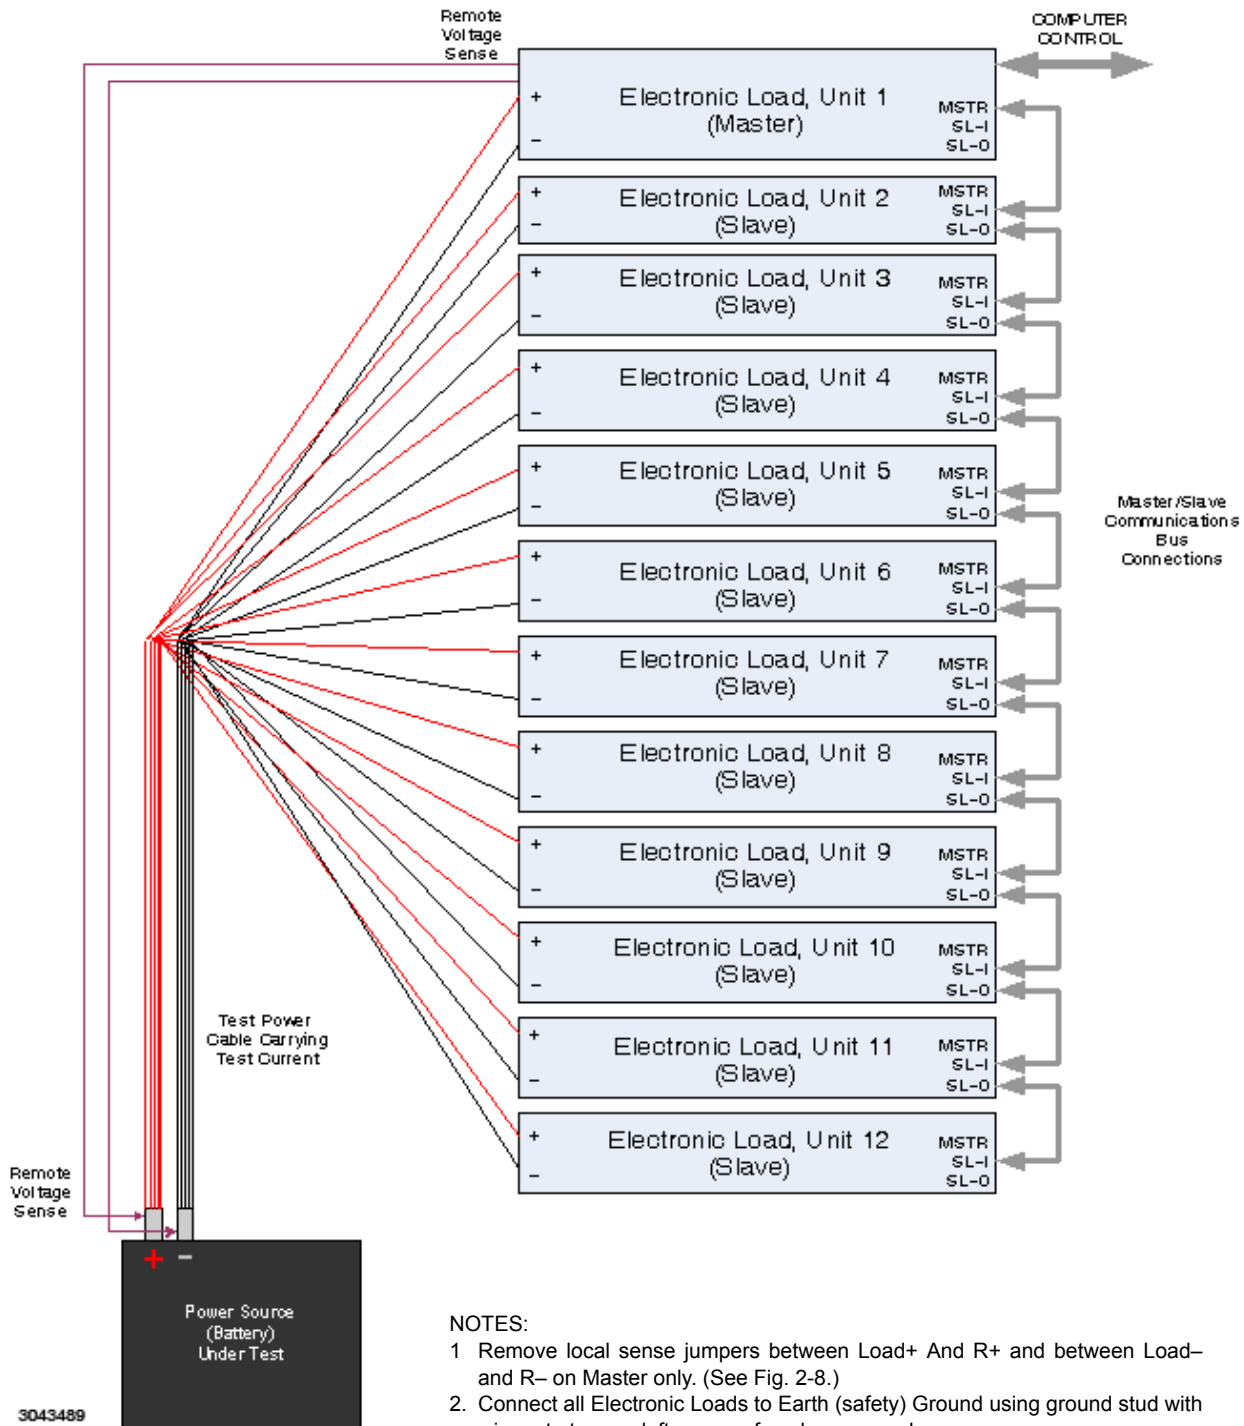 Remote
Voltage
Sense
COMPUTER
CONTROL
+
Electronic Load, Unit 1
(Master)
–
MSTR
SL-I
SL-O
+
Electronic Load, Unit 2
(Slave)
–
MSTR
SL-I
SL-O
+
Electronic Load, Unit 3
(Slave)
–
MSTR
SL-I
SL-O
+
Electronic Load, Unit 4
(Slave)
–
MSTR
SL-I
SL-O
+
Electronic Load, Unit 5
(Slave)
–
MSTR
SL-I
SL-O
Master/Slave
Communications
Bus
Connections
+
Electronic Load, Unit 6
(Slave)
–
MSTR
SL-I
SL-O
+
Electronic Load, Unit 7
(Slave)
–
MSTR
SL-I
SL-O
+
Electronic Load, Unit 8
(Slave)
–
MSTR
SL-I
SL-O
+
Electronic Load, Unit 9
(Slave)
–
MSTR
SL-I
SL-O
+
Electronic Load, Unit 10
(Slave)
–
MSTR
SL-I
SL-O
Test Power
Cable Carrying
Test Current
+
Electronic Load, Unit 11
(Slave)
–
MSTR
SL-I
SL-O
+
Electronic Load, Unit 12
(Slave)
–
MSTR
SL-I
SL-O
Remote
Voltage
Sense
+ –
Power Source
(Battery)
Under Test
NOTES:
1 Remove local sense jumpers between Load+ And R+ and between Load–
and R– on Master only. (See Fig. 2-8.)
2. Connect all Electronic Loads to Earth (safety) Ground using ground stud with
3043489